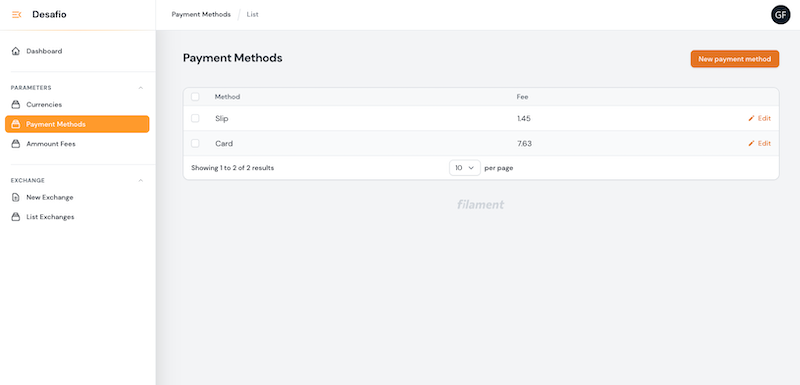 Desafio
Payment Methods / List
GF
Dashboard
PARAMETERS
Currencies
Payment Methods
Ammount Fees
EXCHANGE
New Exchange
List Exchanges
Payment Methods
New payment method
Method Fee
Slip 1.45 Edit
Card 7.63 Edit
Showing 1 to 2 of 2 results 10 per page
filament